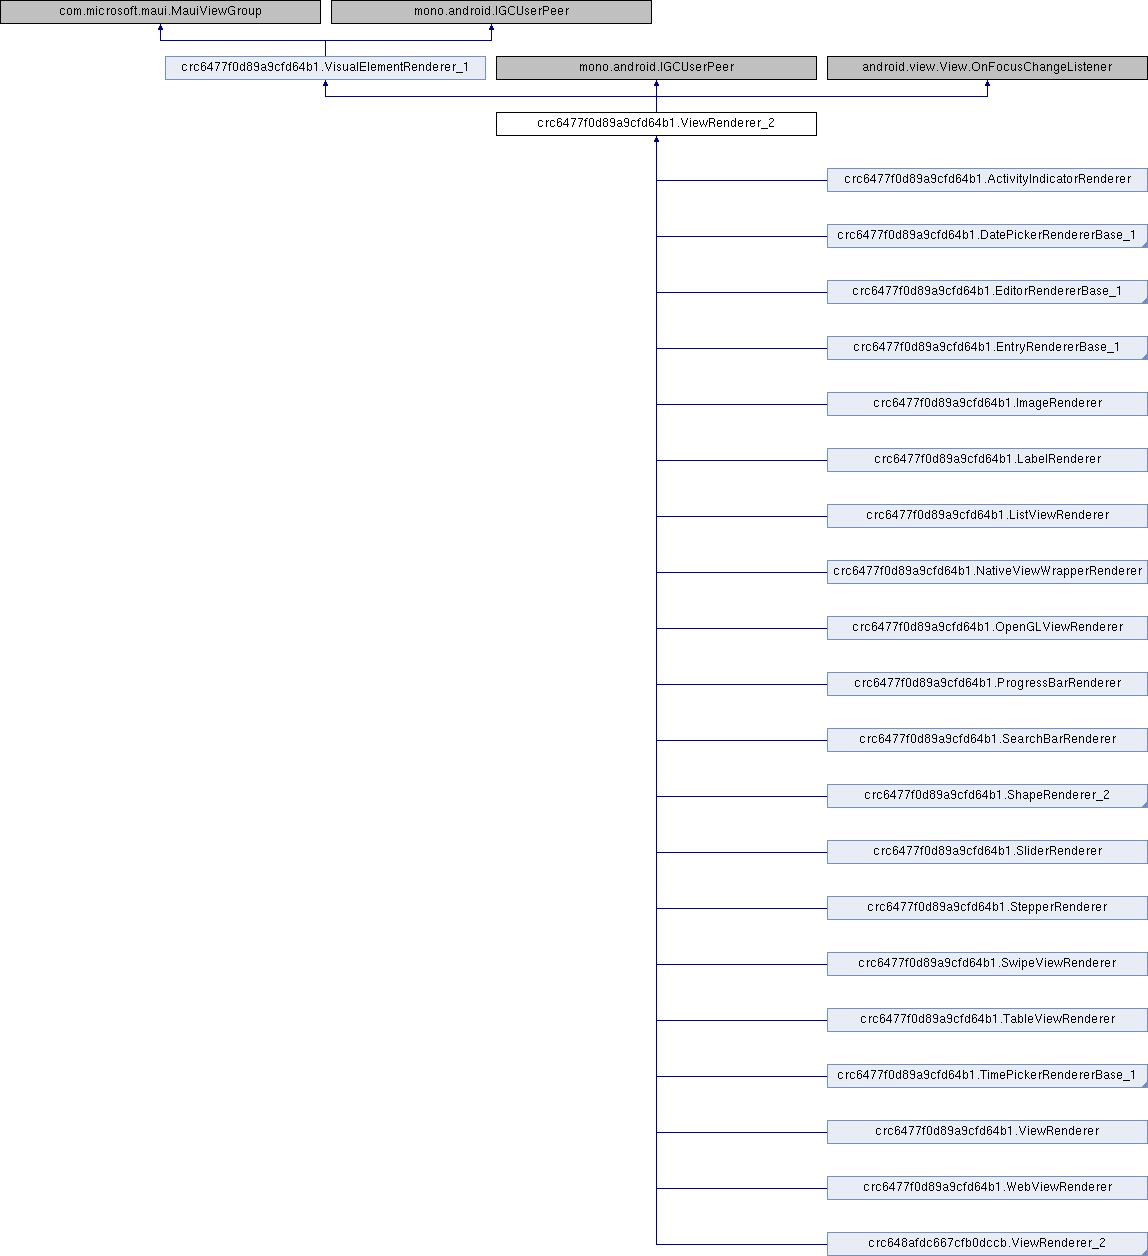 com.microsoft.maui.MauiViewGroup
mono.android.IGCUserPeer
crc6477f0d89a9cfd64b1.VisualElementRenderer_1
mono.android.IGCUserPeer
android.view.View.OnFocusChangeListener
crc6477f0d89a9cfd64b1.ViewRenderer_2
crc6477f0d89a9cfd64b1.ActivityIndicatorRenderer
crc6477f0d89a9cfd64b1.DatePickerRendererBase_1
crc6477f0d89a9cfd64b1.EditorRendererBase_1
crc6477f0d89a9cfd64b1.EntryRendererBase_1
crc6477f0d89a9cfd64b1.ImageRenderer
crc6477f0d89a9cfd64b1.LabelRenderer
crc6477f0d89a9cfd64b1.ListViewRenderer
crc6477f0d89a9cfd64b1.NativeViewWrapperRenderer
crc6477f0d89a9cfd64b1.OpenGLViewRenderer
crc6477f0d89a9cfd64b1.ProgressBarRenderer
crc6477f0d89a9cfd64b1.SearchBarRenderer
crc6477f0d89a9cfd64b1.ShapeRenderer_2
crc6477f0d89a9cfd64b1.SliderRenderer
crc6477f0d89a9cfd64b1.StepperRenderer
crc6477f0d89a9cfd64b1.SwipeViewRenderer
crc6477f0d89a9cfd64b1.TableViewRenderer
crc6477f0d89a9cfd64b1.TimePickerRendererBase_1
crc6477f0d89a9cfd64b1.ViewRenderer
crc6477f0d89a9cfd64b1.WebViewRenderer
crc648afdc667cfb0dccb.ViewRenderer_2